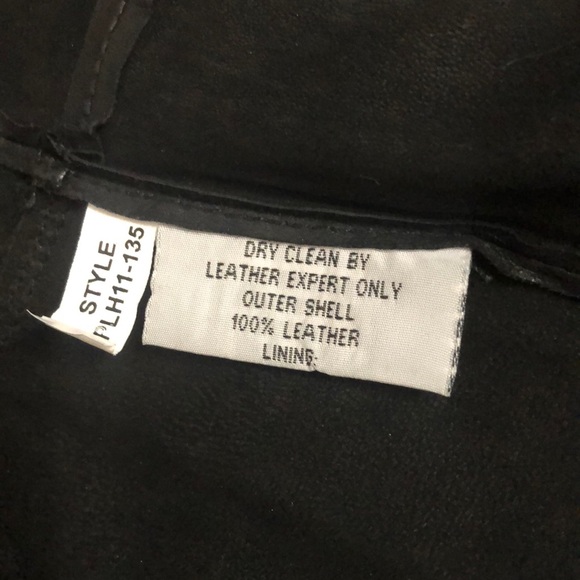 STYLE
PLH11-135
DRY CLEAN BY
LEATHER EXPERT ONLY
OUTER SHELL
100% LEATHER
LINING: